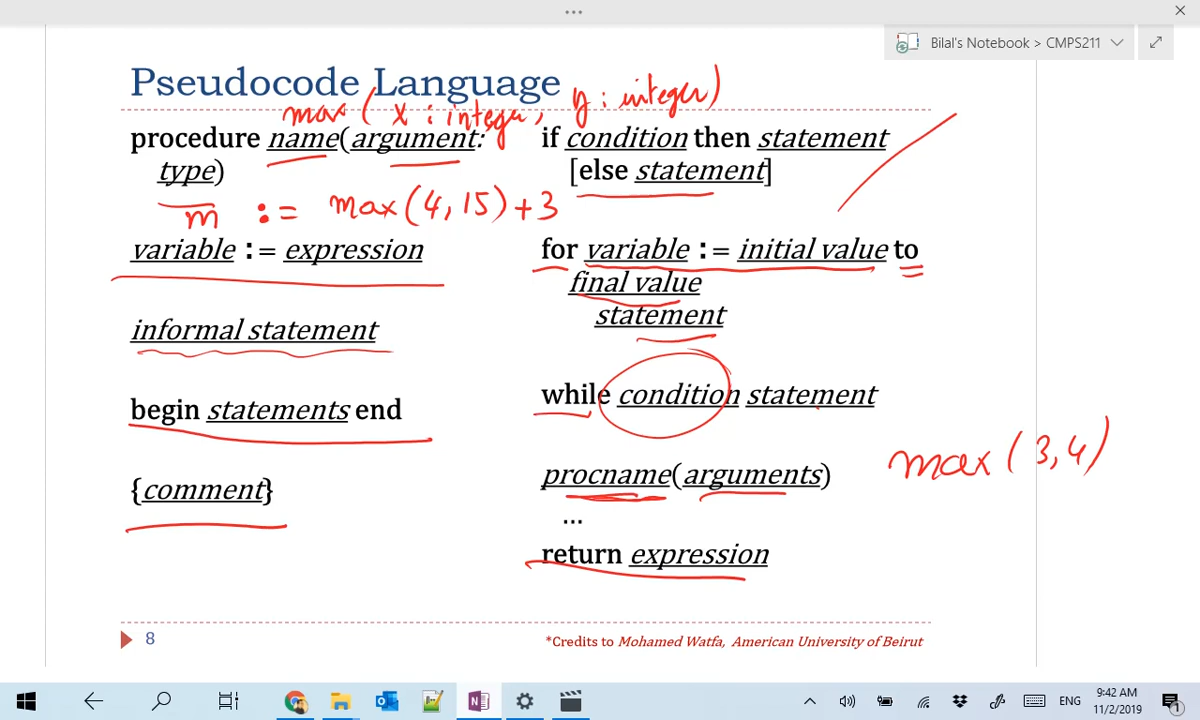 Bilal's Notebook > CMPS211
Pseudocode Language
max ( x : integer, y : integer)
procedure name(argument:
type)
m := max(4,15)+3
variable := expression
informal statement
begin statements end
{comment}
if condition then statement
[else statement]
for variable := initial value to
final value
statement
while condition statement
procname(arguments)
max(3,4)
...
return expression
8
*Credits to Mohamed Watfa, American University of Beirut
ENG
9:42 AM
11/2/2019
1